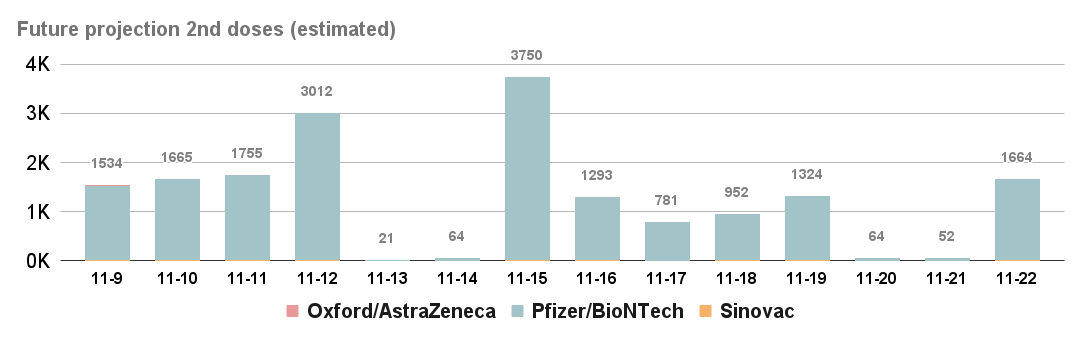 Future projection 2nd doses (estimated)
3750
4K
3012
3K
1534 1665 1755 1293 1324 1664
2K
781 952
1K
21 64 64 52
0K
11-9 11-10 11-11 11-12 11-13 11-14 11-15 11-16 11-17 11-18 11-19 11-20 11-21 11-22
Oxford/AstraZeneca Pfizer/BioNTech Sinovac